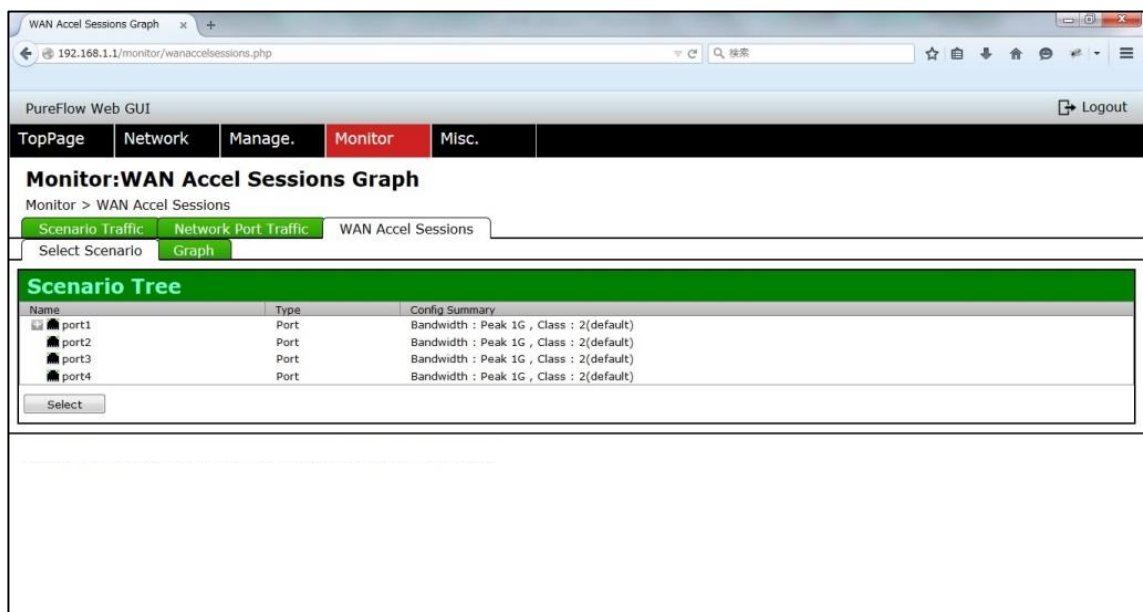 WAN Accel Sessions Graph × +
192.168.1.1/monitor/wanaccelsessions.php 検索
PureFlow Web GUI Logout
TopPage Network Manage. Monitor Misc.
Monitor:WAN Accel Sessions Graph
Monitor > WAN Accel Sessions
Scenario Traffic Network Port Traffic WAN Accel Sessions
Select Scenario Graph
Scenario Tree
Name Type Config Summary
port1 Port Bandwidth : Peak 1G , Class : 2(default)
port2 Port Bandwidth : Peak 1G , Class : 2(default)
port3 Port Bandwidth : Peak 1G , Class : 2(default)
port4 Port Bandwidth : Peak 1G , Class : 2(default)
Select